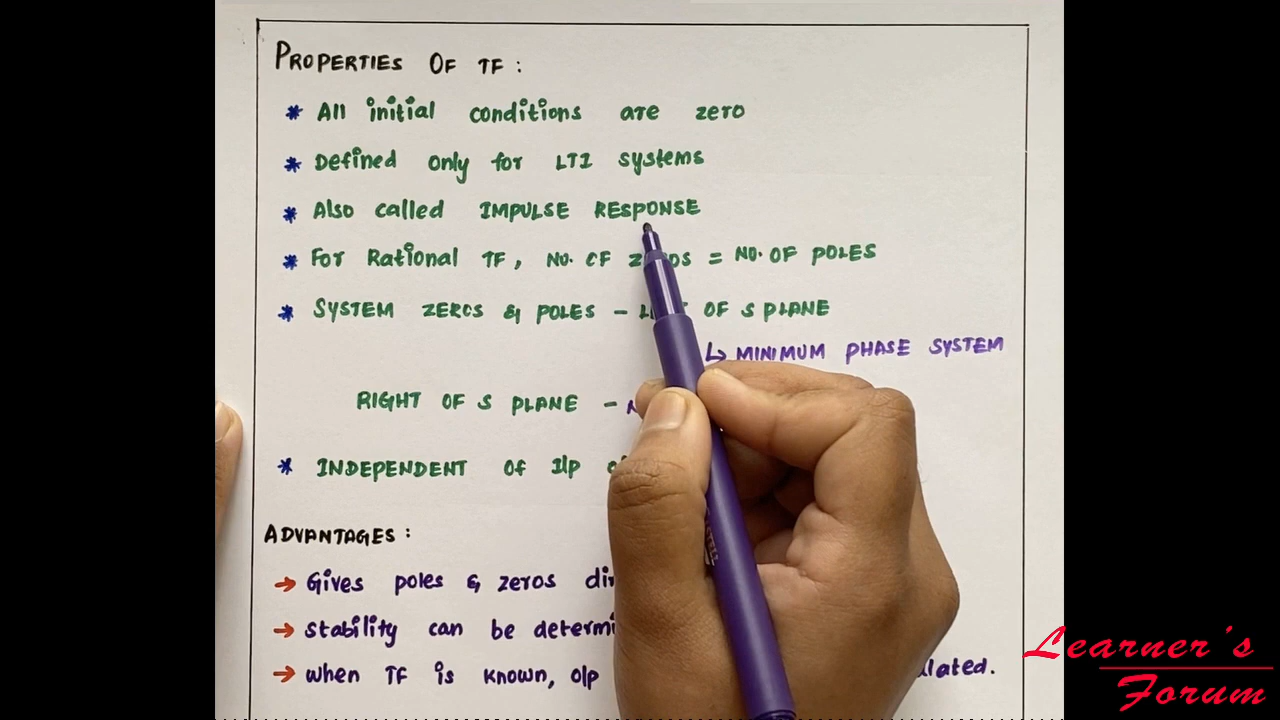 PROPERTIES OF TF :
* All initial conditions are zero
* Defined only for LTI systems
* Also called IMPULSE RESPONSE
* For Rational TF, NO. OF ZEROS = NO. OF POLES
* SYSTEM ZEROS & POLES - OF S PLANE
↳ MINIMUM PHASE SYSTEM
RIGHT OF S PLANE -
* INDEPENDENT OF I/p
ADVANTAGES :
→ Gives poles & zeros
→ Stability can be
→ When TF is known, o/p
Learner's
Forum